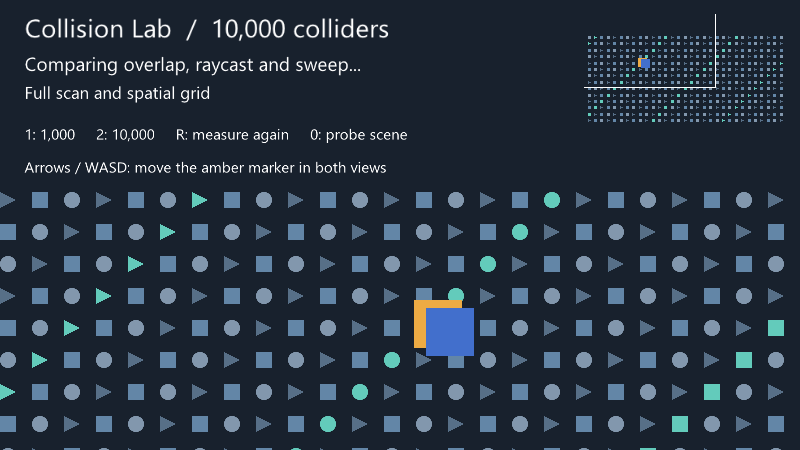 Collision Lab / 10,000 colliders
Comparing overlap, raycast and sweep...
Full scan and spatial grid
1: 1,000 2: 10,000 R: measure again 0: probe scene
Arrows / WASD: move the amber marker in both views